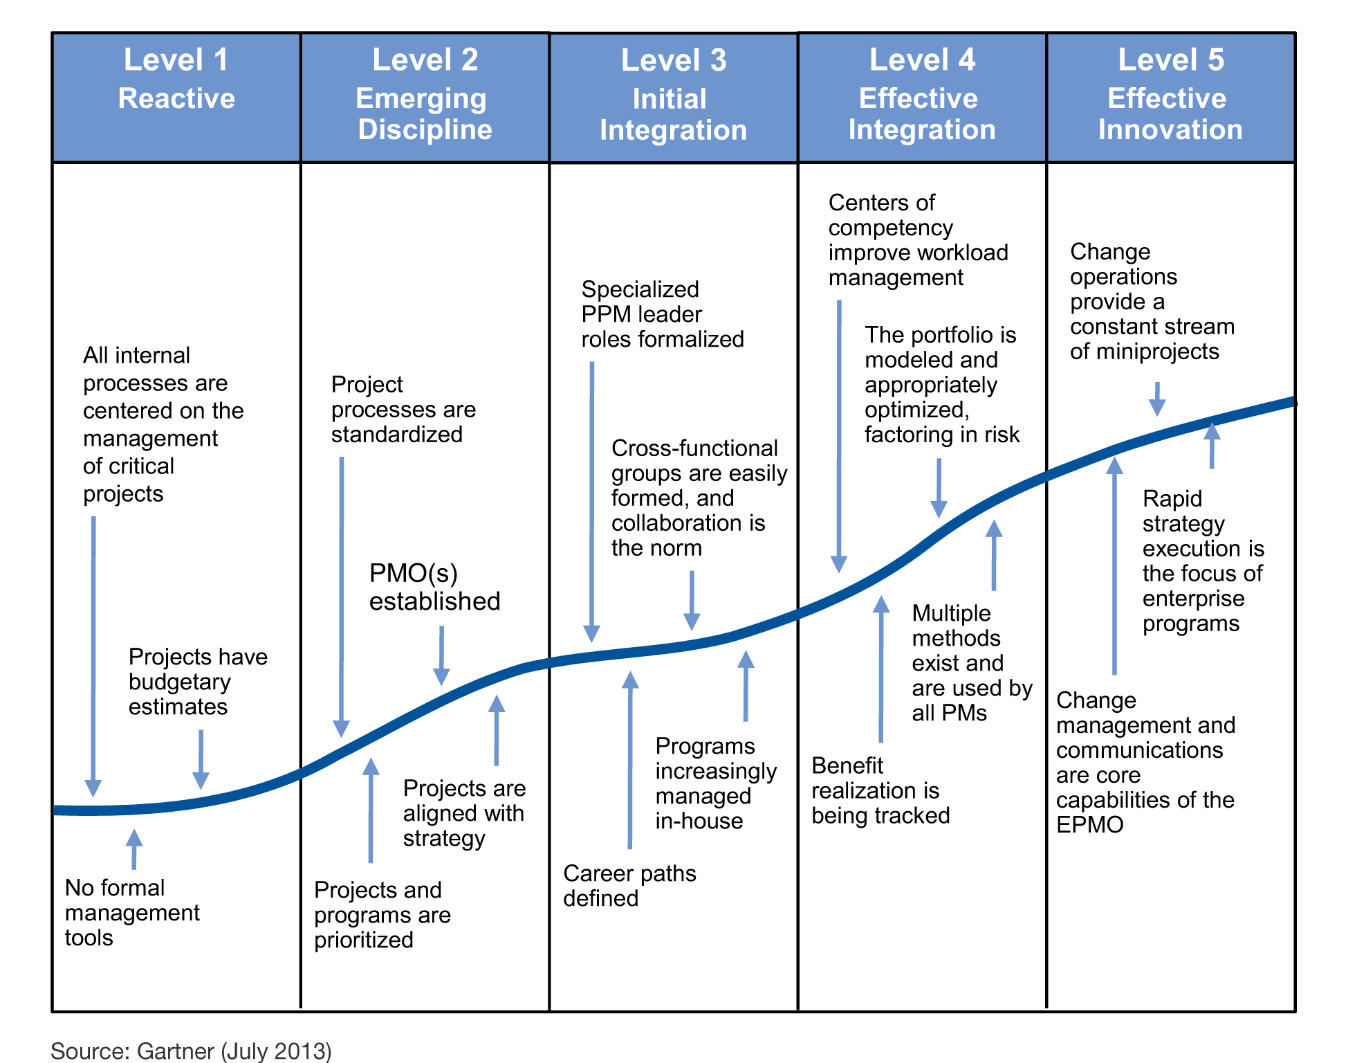 Level 1
Reactive
Level 2
Emerging
Discipline
Level 3
Initial
Integration
Level 4
Effective
Integration
Level 5
Effective
Innovation
All internal
processes are
centered on the
management
of critical
projects
Projects have
budgetary
estimates
No formal
management
tools
Project
processes are
standardized
PMO(s)
established
Projects are
aligned with
strategy
Projects and
programs are
prioritized
Specialized
PPM leader
roles formalized
Cross-functional
groups are easily
formed, and
collaboration is
the norm
Programs
increasingly
managed
in-house
Career paths
defined
Centers of
competency
improve workload
management
The portfolio is
modeled and
appropriately
optimized,
factoring in risk
Multiple
methods
exist and
are used by
all PMs
Benefit
realization is
being tracked
Change
operations
provide a
constant stream
of miniprojects
Rapid
strategy
execution is
the focus of
enterprise
programs
Change
management and
communications
are core
capabilities of the
EPMO
Source: Gartner (July 2013)